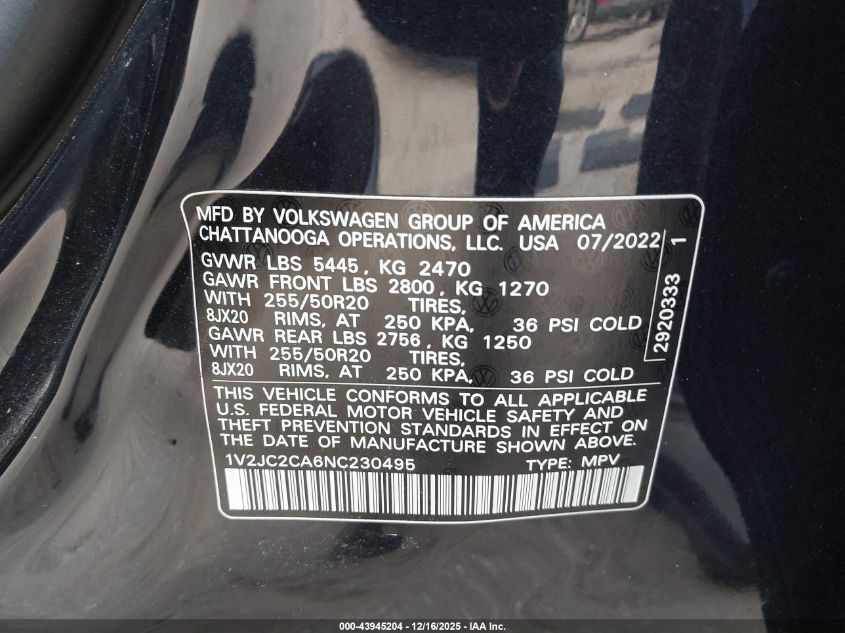 MFD BY VOLKSWAGEN GROUP OF AMERICA
CHATTANOOGA OPERATIONS, LLC. USA 07/2022
GVWR LBS 5445, KG 2470
GAWR FRONT LBS 2800, KG 1270
WITH 255/50R20 TIRES,
8JX20 RIMS, AT 250 KPA, 36 PSI COLD
GAWR REAR LBS 2756, KG 1250
WITH 255/50R20 TIRES,
8JX20 RIMS, AT 250 KPA, 36 PSI COLD
THIS VEHICLE CONFORMS TO ALL APPLICABLE
U.S. FEDERAL MOTOR VEHICLE SAFETY AND
THEFT PREVENTION STANDARDS IN EFFECT ON
THE DATE OF MANUFACTURE SHOWN ABOVE.
1V2JC2CA6NC230495 TYPE: MPV
2920333 1
000-43945204 - 12/16/2025 - IAA Inc.